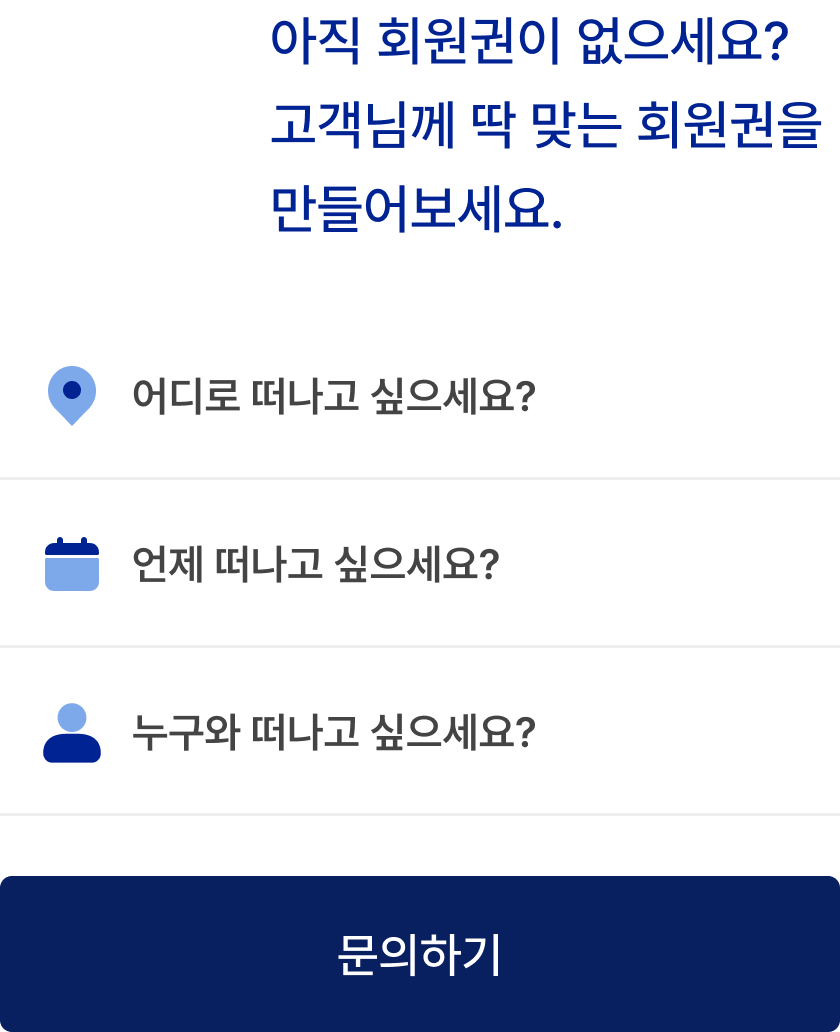 아직 회원권이 없으세요?
고객님께 딱 맞는 회원권을
만들어보세요.
어디로 떠나고 싶으세요?
언제 떠나고 싶으세요?
누구와 떠나고 싶으세요?
문의하기